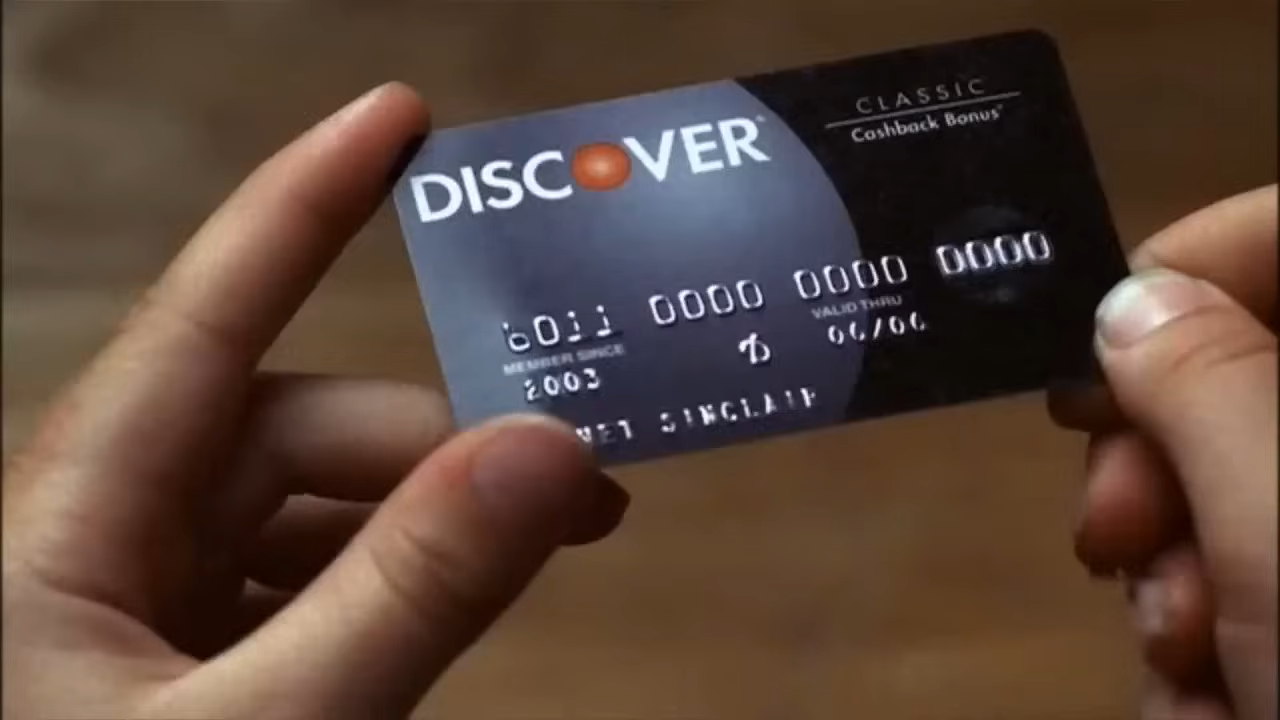 DISCOVER
CLASSIC
Cashback Bonus
6011 0000 0000 0000
MEMBER SINCE
VALID THRU
2003
06/06
SINCLAIR